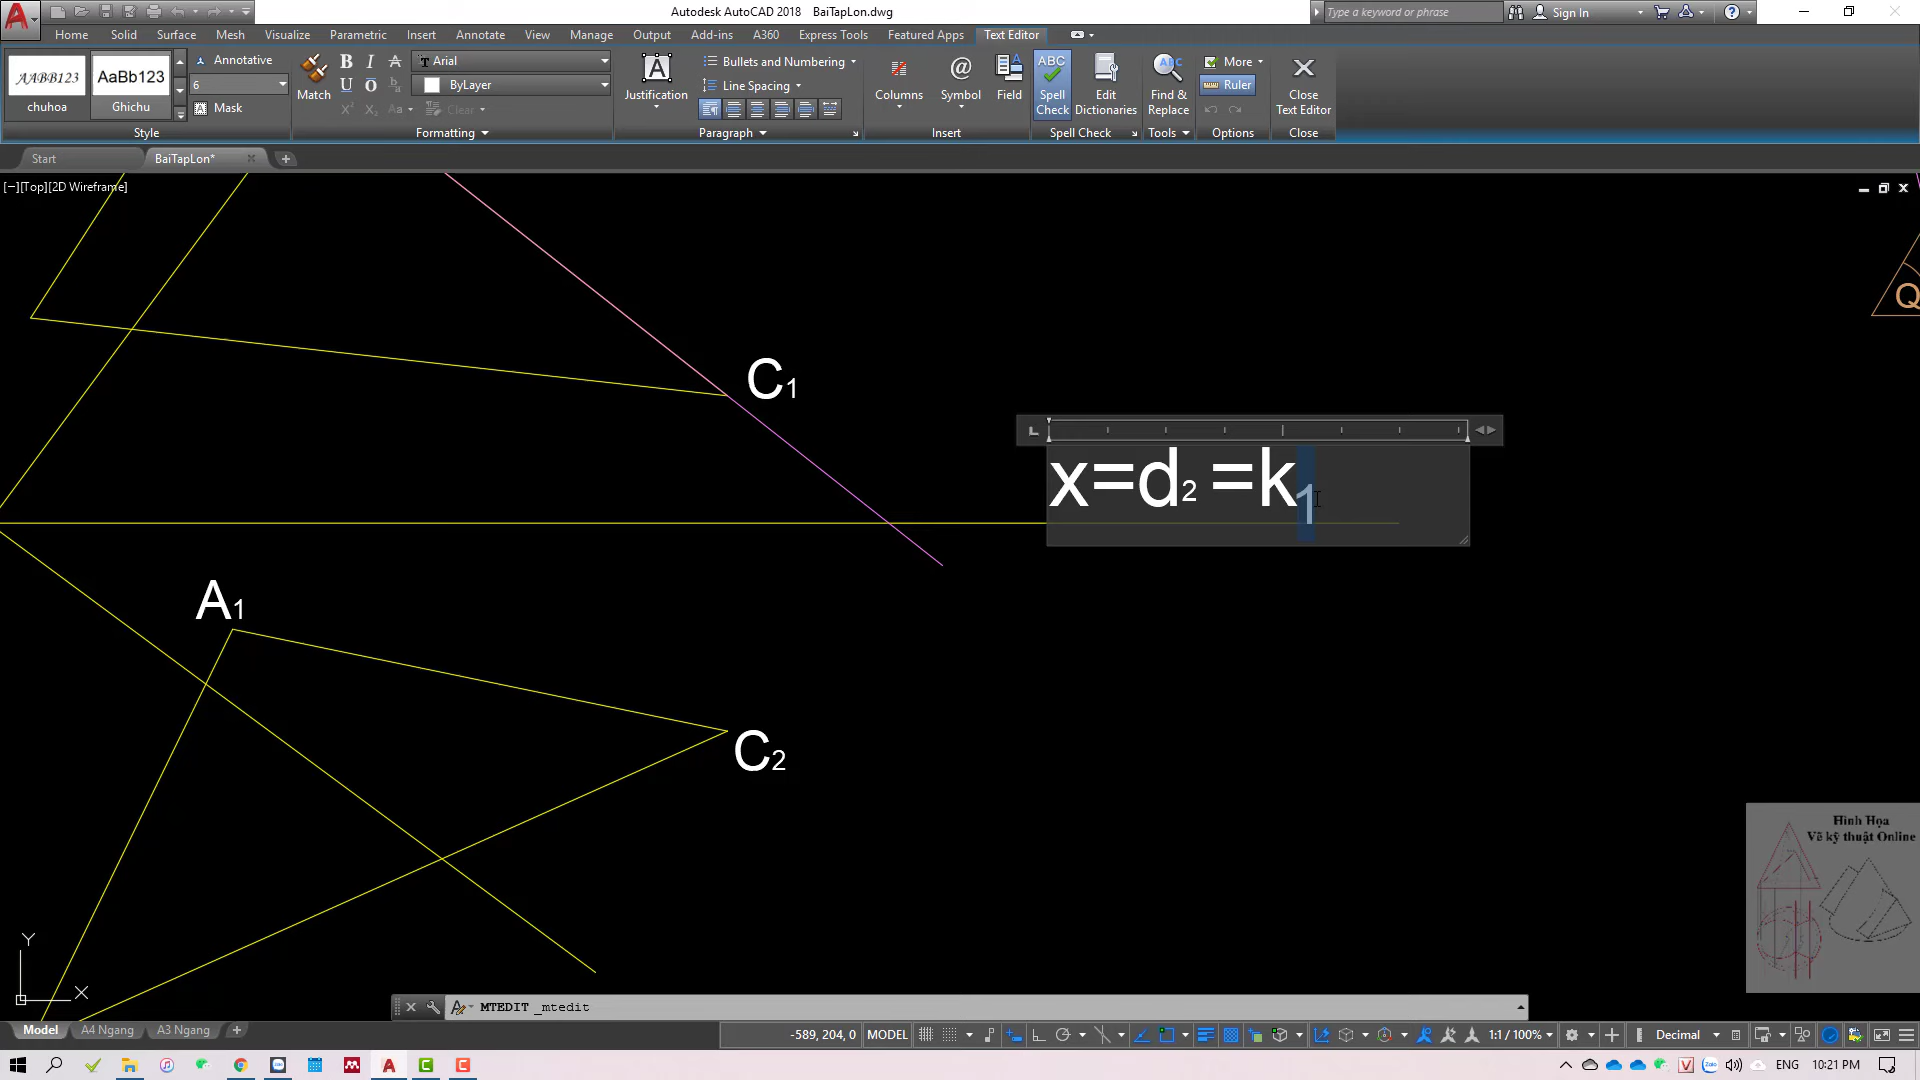 Autodesk AutoCAD 2018 BaiTapLon.dwg
Type a keyword or phrase
Sign In
Home Solid Surface Mesh Visualize Parametric Insert Annotate View Manage Output Add-ins A360 Express Tools Featured Apps Text Editor
AABB123
chuhoa
AaBb123
Ghichu
Annotative
6
Mask
Style
Match
B I A
U O
Arial
ByLayer
Aa
Clear
Formatting
Justification
Bullets and Numbering
Line Spacing
Paragraph
Columns
@
Symbol
Field
Insert
ABC
Spell
Check
Edit
Dictionaries
Spell Check
ABC
Find &
Replace
Tools
More
Ruler
Options
Close
Text Editor
Close
Start
BaiTapLon*
[−][Top][2D Wireframe]
Q
C1
x=d2 =k1
A1
C2
Hình Họa
Vẽ kỹ thuật Online
Y
X
MTEDIT _mtedit
Model A4 Ngang A3 Ngang
-589, 204, 0 MODEL
1:1 / 100%
Decimal
ENG 10:21 PM